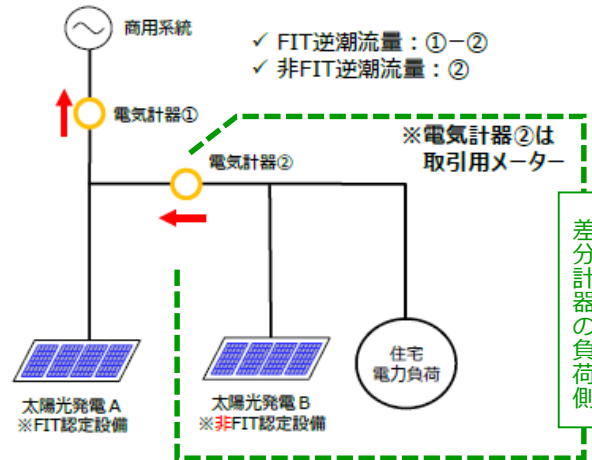 商用系統
✓ FIT逆潮流量：①－②
✓ 非FIT逆潮流量：②
電気計器①
※電気計器②は
取引用メーター
電気計器②
差分計器の負荷側
住宅
電力負荷
太陽光発電A
※FIT認定設備
太陽光発電B
※非FIT認定設備